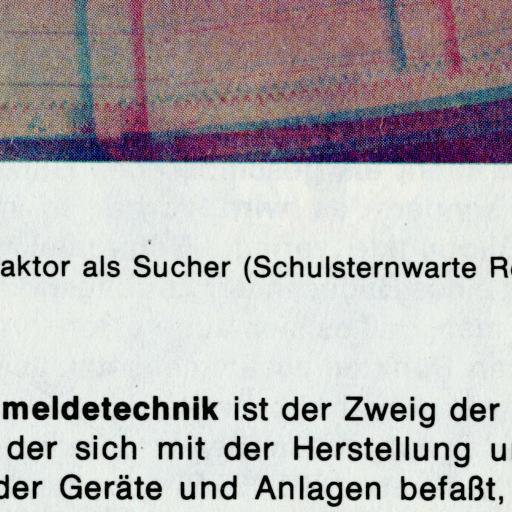 aktor als Sucher (Schulsternwarte R
meldetechnik ist der Zweig der
der sich mit der Herstellung u
der Geräte und Anlagen befaßt,